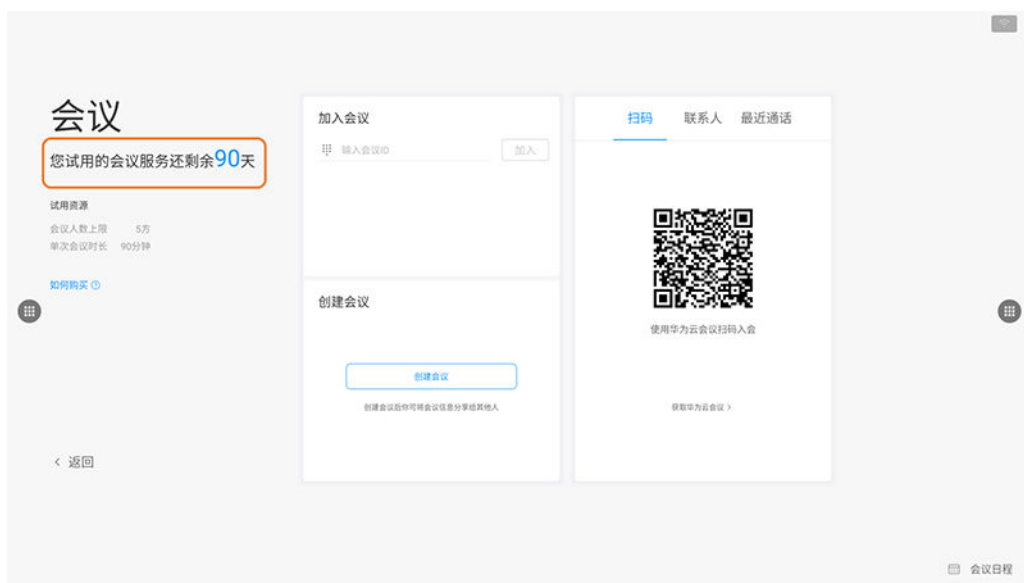 会议
您试用的会议服务还剩余90天
试用资源
会议人数上限 5方
单次会议时长 90分钟
如何购买
返回
加入会议
输入会议ID
加入
创建会议
创建会议
创建会议后你可将会议信息分享给其他人
扫码 联系人 最近通话
使用华为云会议扫码入会
获取华为云会议
会议日程